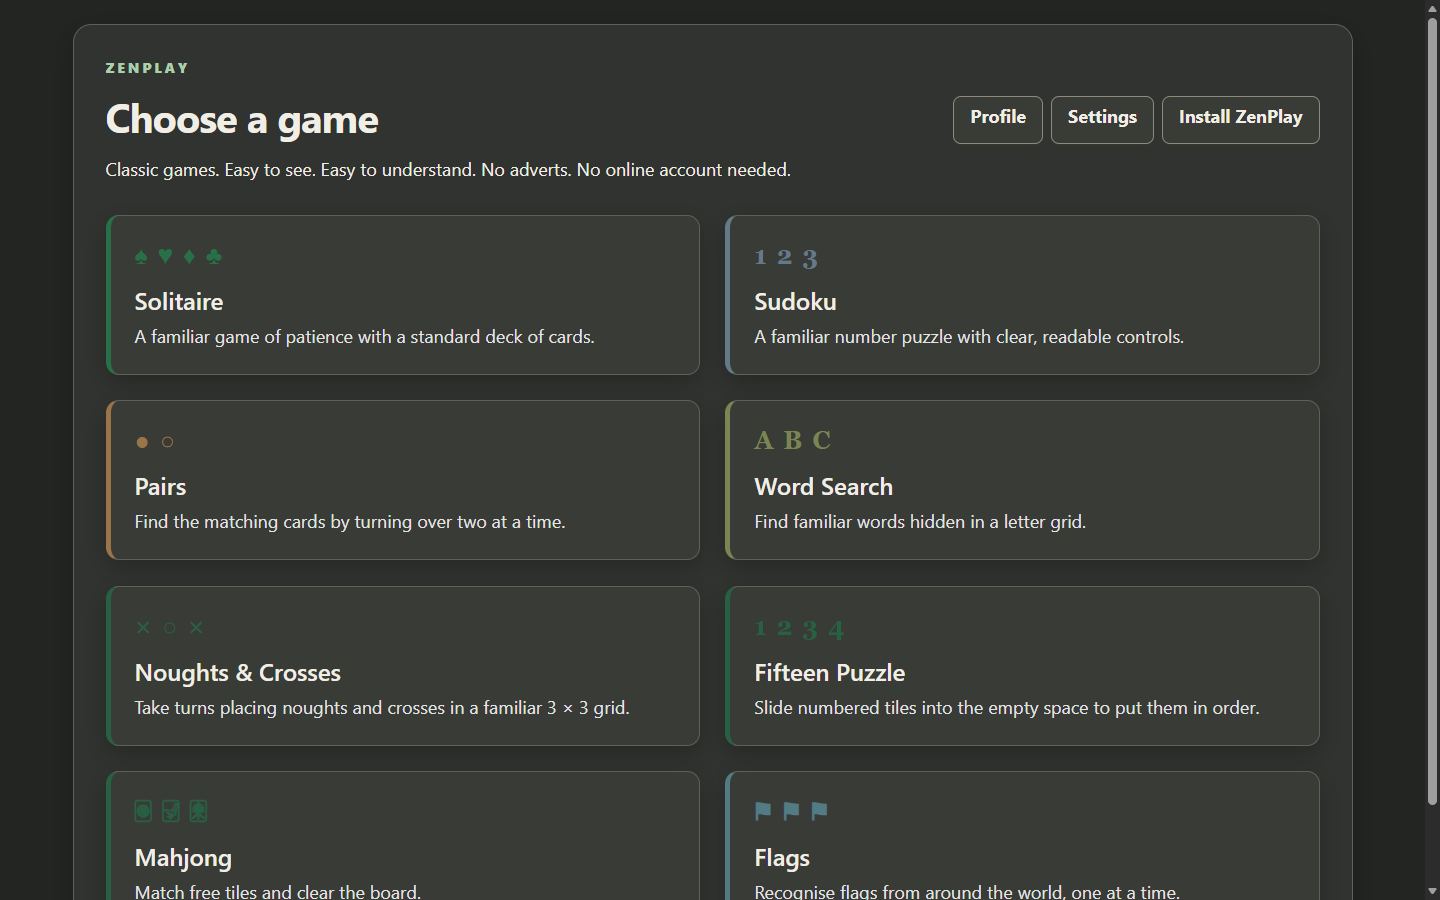 ZENPLAY
Choose a game
Profile
Settings
Install ZenPlay
Classic games. Easy to see. Easy to understand. No adverts. No online account needed.
♠ ♥ ♦ ♣
Solitaire
A familiar game of patience with a standard deck of cards.
1 2 3
Sudoku
A familiar number puzzle with clear, readable controls.
● ○
Pairs
Find the matching cards by turning over two at a time.
A B C
Word Search
Find familiar words hidden in a letter grid.
× ○ ×
Noughts & Crosses
Take turns placing noughts and crosses in a familiar 3 × 3 grid.
1 2 3 4
Fifteen Puzzle
Slide numbered tiles into the empty space to put them in order.
Mahjong
Match free tiles and clear the board.
⚑ ⚑ ⚑
Flags
Recognise flags from around the world, one at a time.